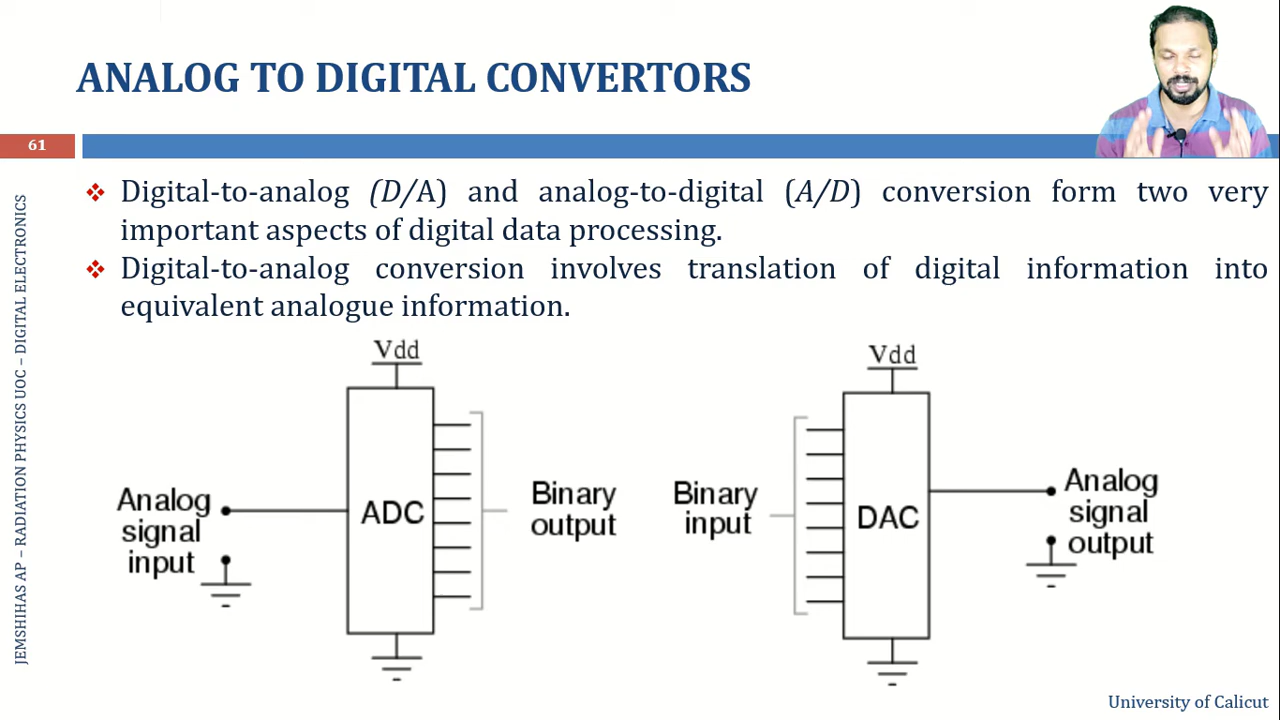 ANALOG TO DIGITAL CONVERTORS
61
JEMSHIHAS AP – RADIATION PHYSICS UOC – DIGITAL ELECTRONICS
❖ Digital-to-analog (D/A) and analog-to-digital (A/D) conversion form two very
important aspects of digital data processing.
❖ Digital-to-analog conversion involves translation of digital information into
equivalent analogue information.
Vdd
Analog
signal
input
ADC
Binary
output
Vdd
Binary
input
DAC
Analog
signal
output
University of Calicut